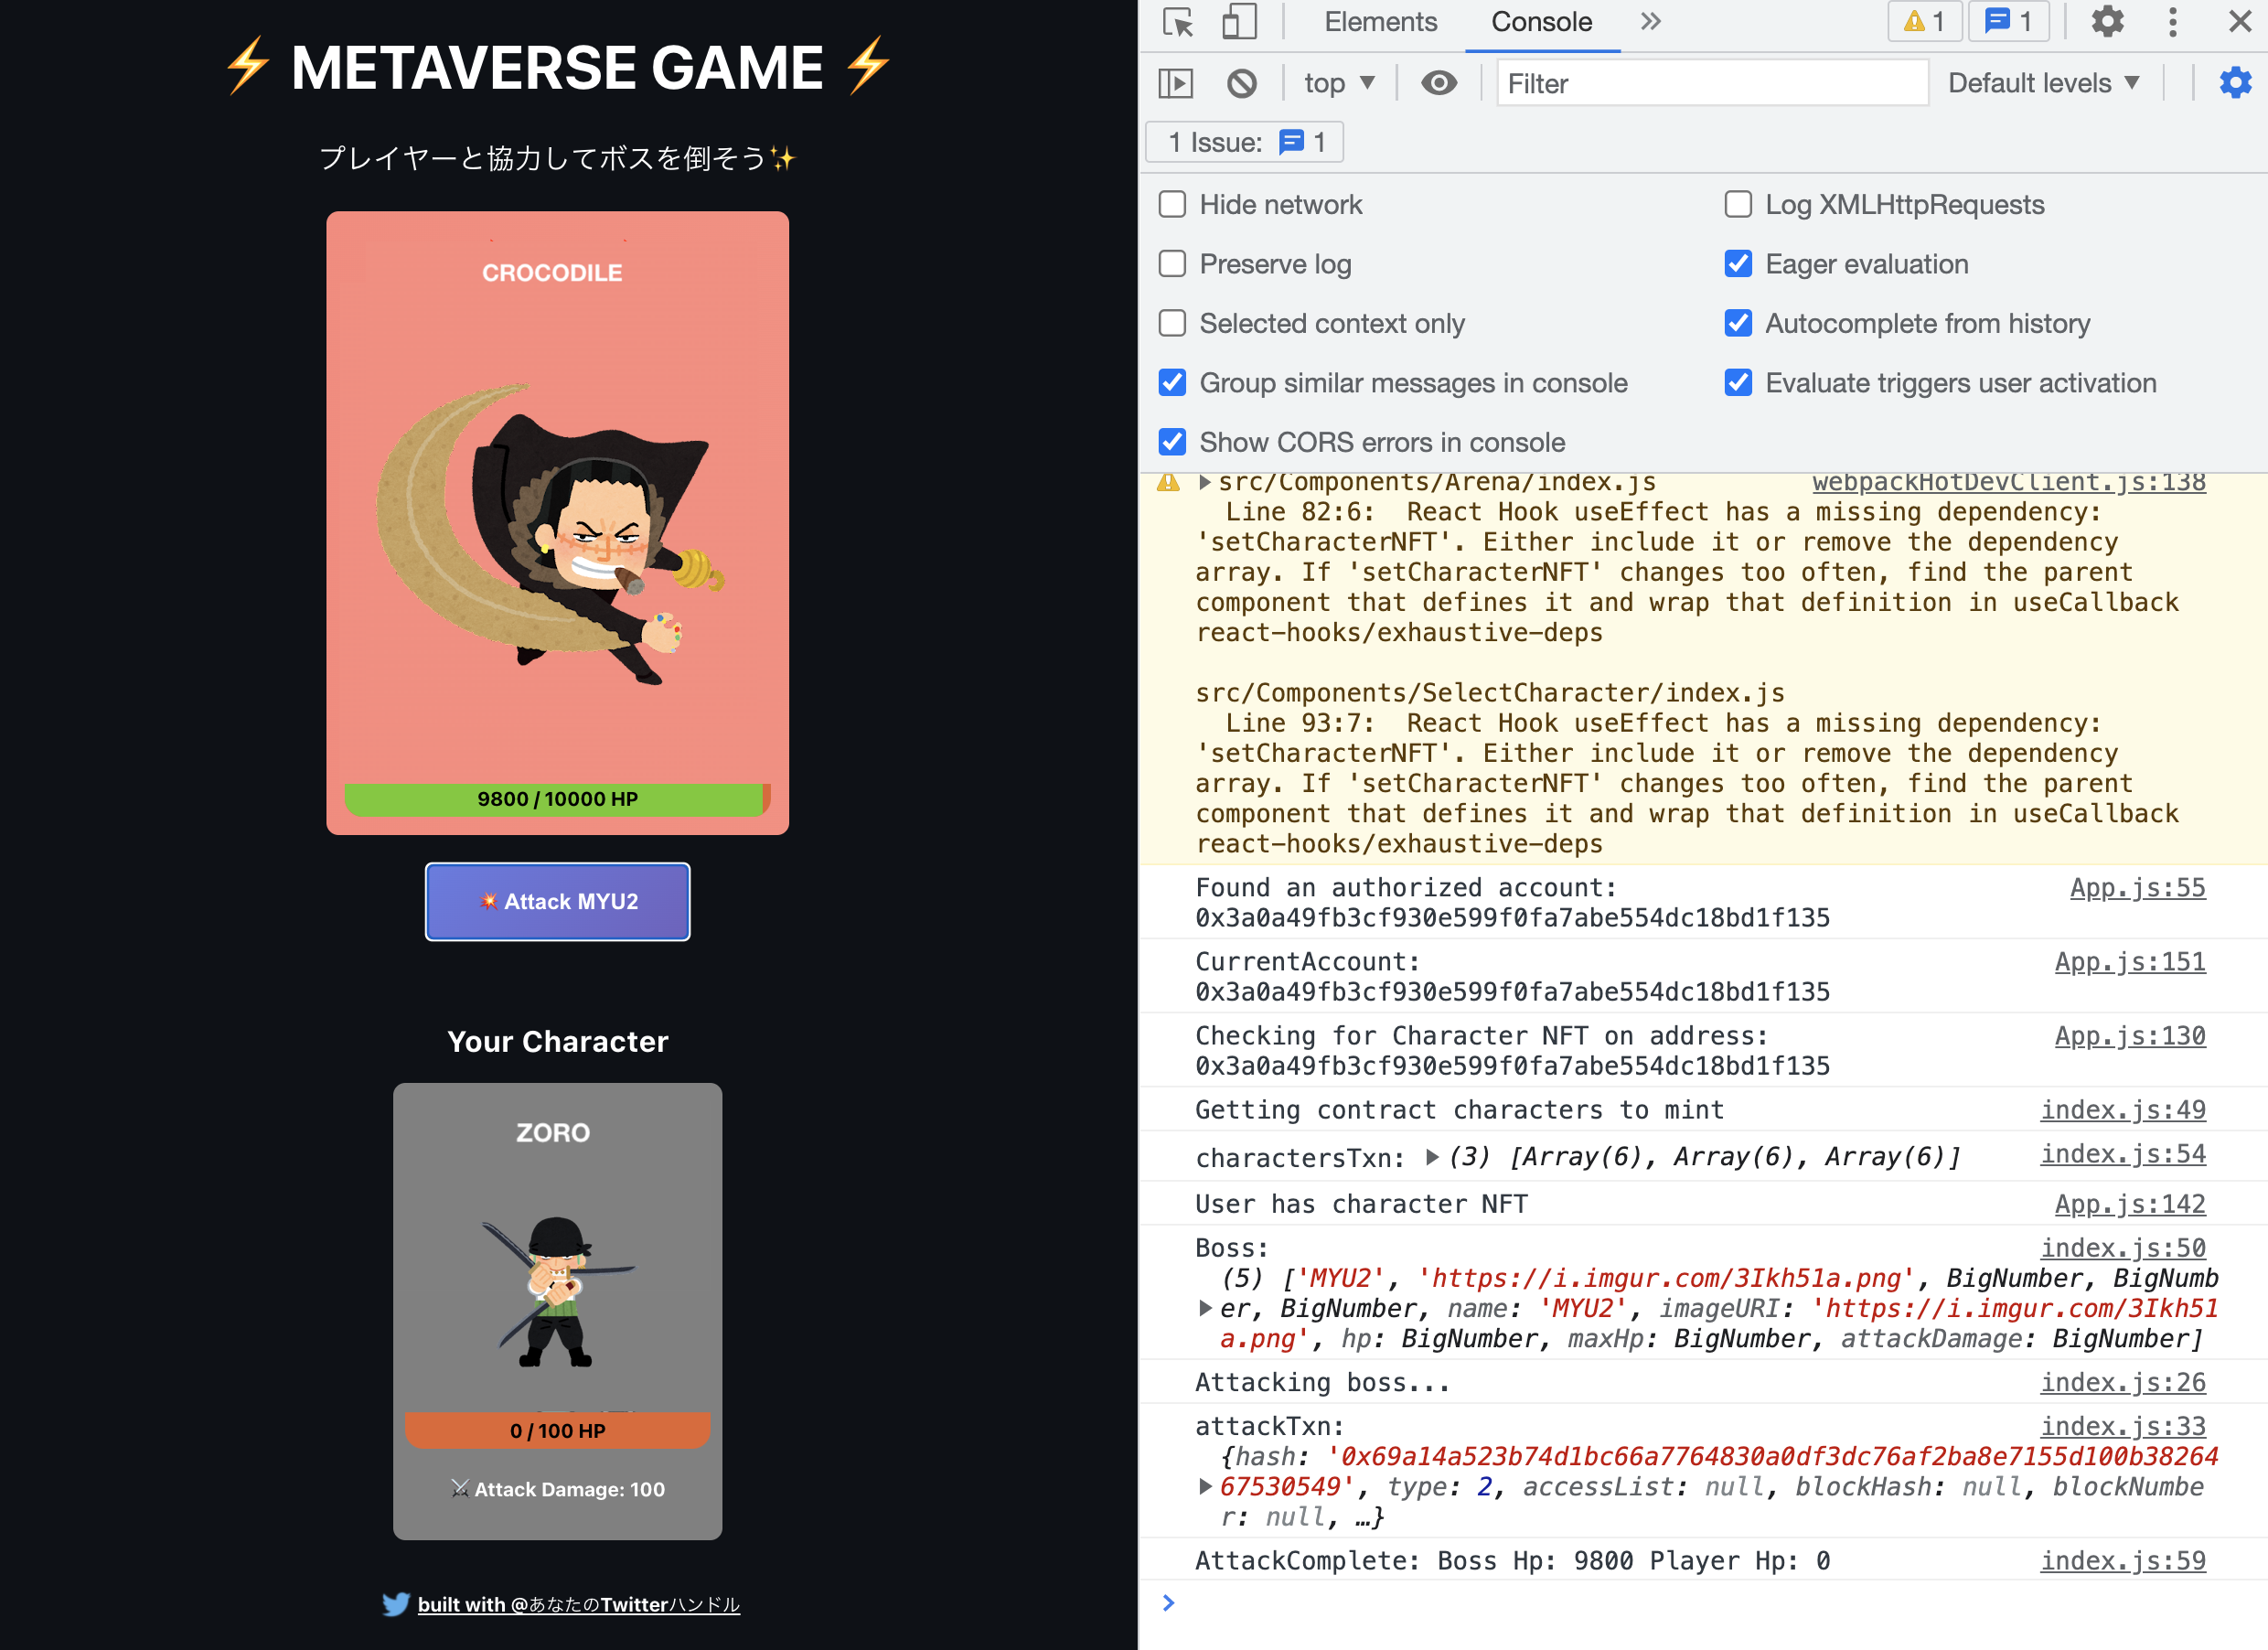 ⚡ METAVERSE GAME ⚡
プレイヤーと協力してボスを倒そう✨
CROCODILE
9800 / 10000 HP
💥 Attack MYU2
Your Character
ZORO
0 / 100 HP
⚔️ Attack Damage: 100
built with @あなたのTwitterハンドル
Elements Console » 1 1
top ▼ Filter Default levels ▼
1 Issue: 1
Hide network Log XMLHttpRequests
Preserve log Eager evaluation
Selected context only Autocomplete from history
Group similar messages in console Evaluate triggers user activation
Show CORS errors in console
src/Components/Arena/index.js webpackHotDevClient.js:138
Line 82:6: React Hook useEffect has a missing dependency:
'setCharacterNFT'. Either include it or remove the dependency
array. If 'setCharacterNFT' changes too often, find the parent
component that defines it and wrap that definition in useCallback
react-hooks/exhaustive-deps
src/Components/SelectCharacter/index.js
Line 93:7: React Hook useEffect has a missing dependency:
'setCharacterNFT'. Either include it or remove the dependency
array. If 'setCharacterNFT' changes too often, find the parent
component that defines it and wrap that definition in useCallback
react-hooks/exhaustive-deps
Found an authorized account: App.js:55
0x3a0a49fb3cf930e599f0fa7abe554dc18bd1f135
CurrentAccount: App.js:151
0x3a0a49fb3cf930e599f0fa7abe554dc18bd1f135
Checking for Character NFT on address: App.js:130
0x3a0a49fb3cf930e599f0fa7abe554dc18bd1f135
Getting contract characters to mint index.js:49
charactersTxn: ▶(3) [Array(6), Array(6), Array(6)] index.js:54
User has character NFT App.js:142
Boss: index.js:50
(5) ['MYU2', 'https://i.imgur.com/3Ikh51a.png', BigNumber, BigNumb
▶er, BigNumber, name: 'MYU2', imageURI: 'https://i.imgur.com/3Ikh51
a.png', hp: BigNumber, maxHp: BigNumber, attackDamage: BigNumber]
Attacking boss... index.js:26
attackTxn: index.js:33
{hash: '0x69a14a523b74d1bc66a7764830a0df3dc76af2ba8e7155d100b38264
▶67530549', type: 2, accessList: null, blockHash: null, blockNumbe
r: null, …}
AttackComplete: Boss Hp: 9800 Player Hp: 0 index.js:59